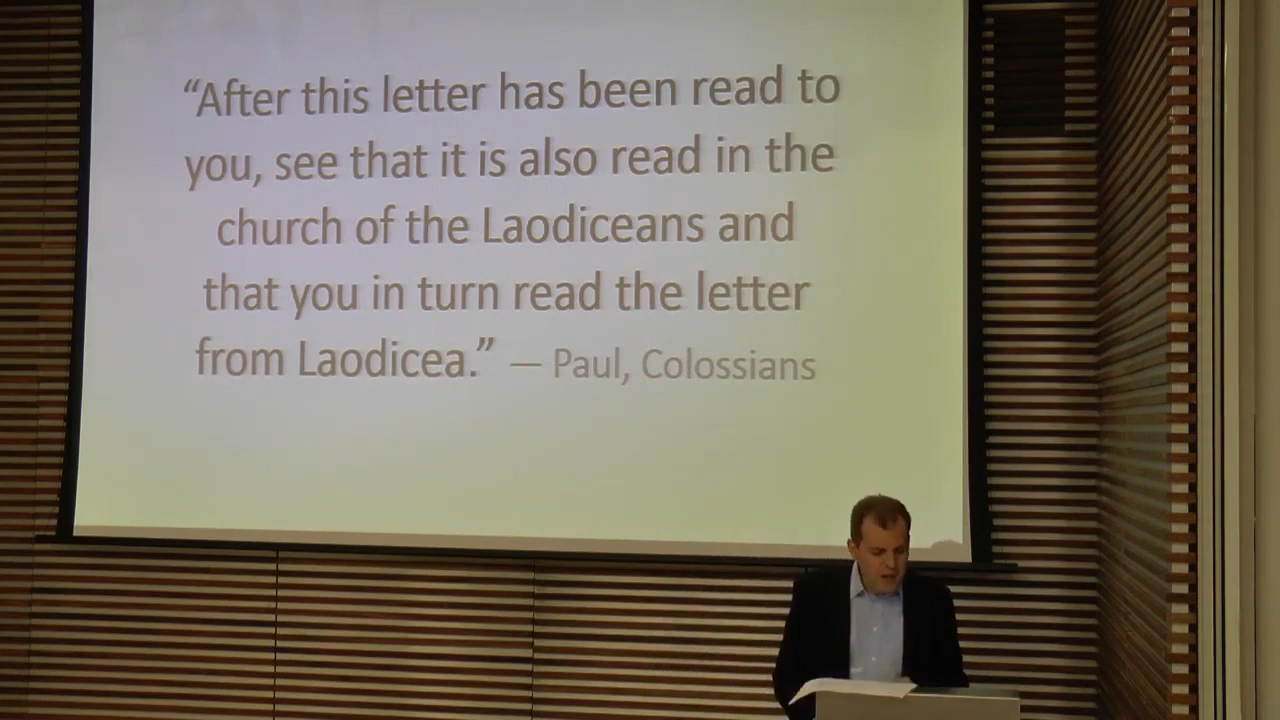 “After this letter has been read to
you, see that it is also read in the
church of the Laodiceans and
that you in turn read the letter
from Laodicea.” — Paul, Colossians